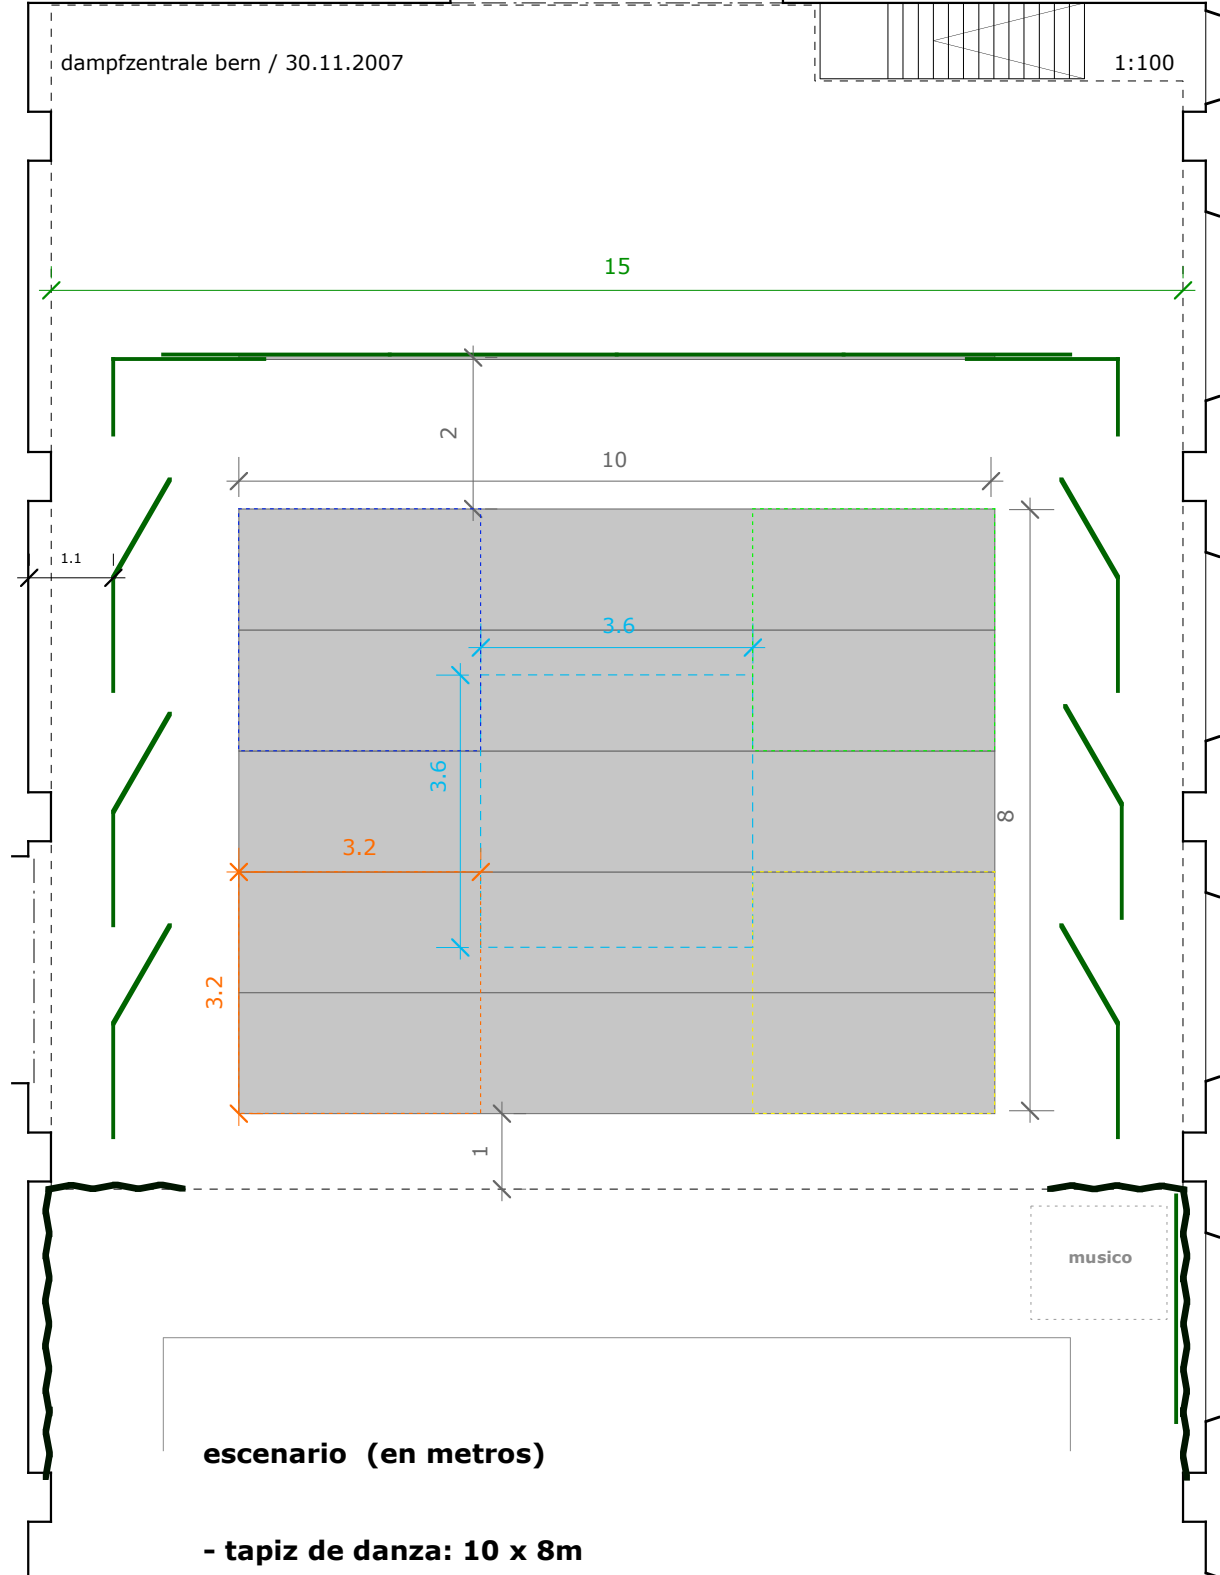 dampfzentrale bern / 30.11.2007
1:100
15
2
10
1.1
3.6
3.6
8
3.2
3.2
1
musico
escenario  (en metros)
- tapiz de danza: 10 x 8m